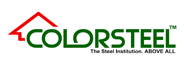 COLORSTEEL™
The Steel Institution. ABOVE ALL